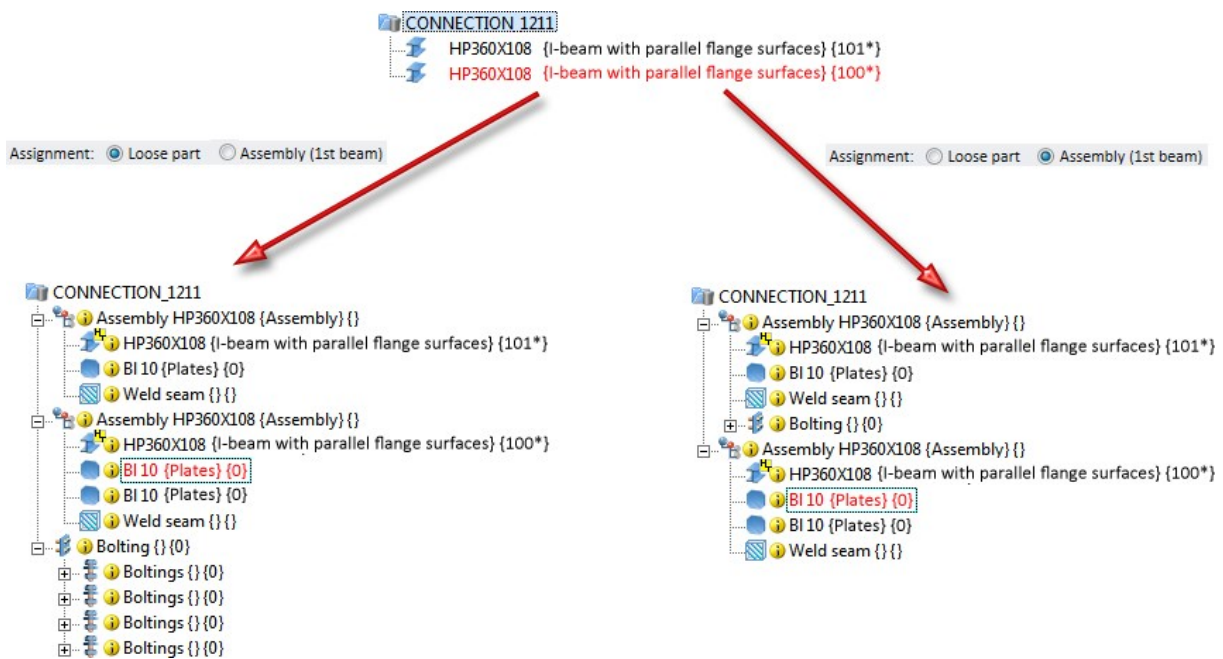 CONNECTION_1211
HP360X108 {I-beam with parallel flange surfaces} {101*}
HP360X108 {I-beam with parallel flange surfaces} {100*}
Assignment: Loose part Assembly (1st beam)
Assignment: Loose part Assembly (1st beam)
CONNECTION_1211
Assembly HP360X108 {Assembly} {}
HP360X108 {I-beam with parallel flange surfaces} {101*}
Bl 10 {Plates} {0}
Weld seam {} {}
Assembly HP360X108 {Assembly} {}
HP360X108 {I-beam with parallel flange surfaces} {100*}
Bl 10 {Plates} {0}
Bl 10 {Plates} {0}
Weld seam {} {}
Bolting {} {0}
Boltings {} {0}
Boltings {} {0}
Boltings {} {0}
Boltings {} {0}
CONNECTION_1211
Assembly HP360X108 {Assembly} {}
HP360X108 {I-beam with parallel flange surfaces} {101*}
Bl 10 {Plates} {0}
Weld seam {} {}
Bolting {} {0}
Assembly HP360X108 {Assembly} {}
HP360X108 {I-beam with parallel flange surfaces} {100*}
Bl 10 {Plates} {0}
Bl 10 {Plates} {0}
Weld seam {} {}